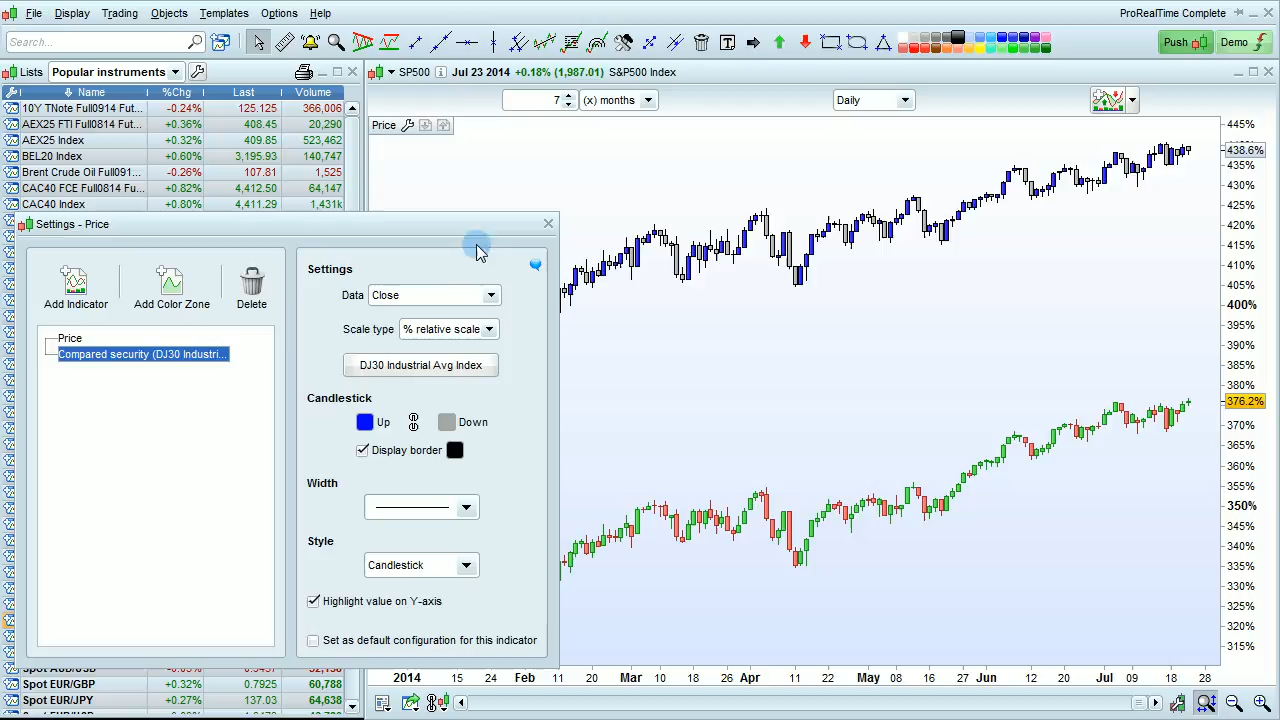 File Display Trading Objects Templates Options Help ProRealTime Complete
Search... Push Demo
Lists Popular instruments SP500 Jul 23 2014 +0.18% (1,987.01) S&P500 Index
Name %Chg Last Volume 7 (x) months Daily
10Y TNote Full0914 Fut... -0.24% 125.125 366,006
AEX25 FTI Full0814 Fut... +0.36% 408.45 20,290
AEX25 Index +0.32% 409.85 523,462
BEL20 Index +0.60% 3,195.93 140,747
Brent Crude Oil Full091... -0.26% 107.81 1,525
CAC40 FCE Full0814 Fu... +0.82% 4,412.50 64,147
CAC40 Index +0.80% 4,411.29 1,431k
Price
Settings - Price
Add Indicator Add Color Zone Delete
Price
Compared security (DJ30 Industri...
Settings
Data Close
Scale type % relative scale
DJ30 Industrial Avg Index
Candlestick
Up Down
Display border
Width
Style
Candlestick
Highlight value on Y-axis
Set as default configuration for this indicator
445%
438.6%
435%
430%
425%
420%
415%
410%
405%
400%
395%
390%
385%
380%
376.2%
370%
365%
360%
355%
350%
345%
340%
335%
330%
325%
320%
315%
2014 15 24 Feb 11 20 Mar 10 18 26 Apr 11 22 May 08 16 27 Jun 10 18 26 Jul 09 18 28
Spot EUR/GBP +0.32% 0.7925 60,788
Spot EUR/JPY +0.27% 137.03 64,638